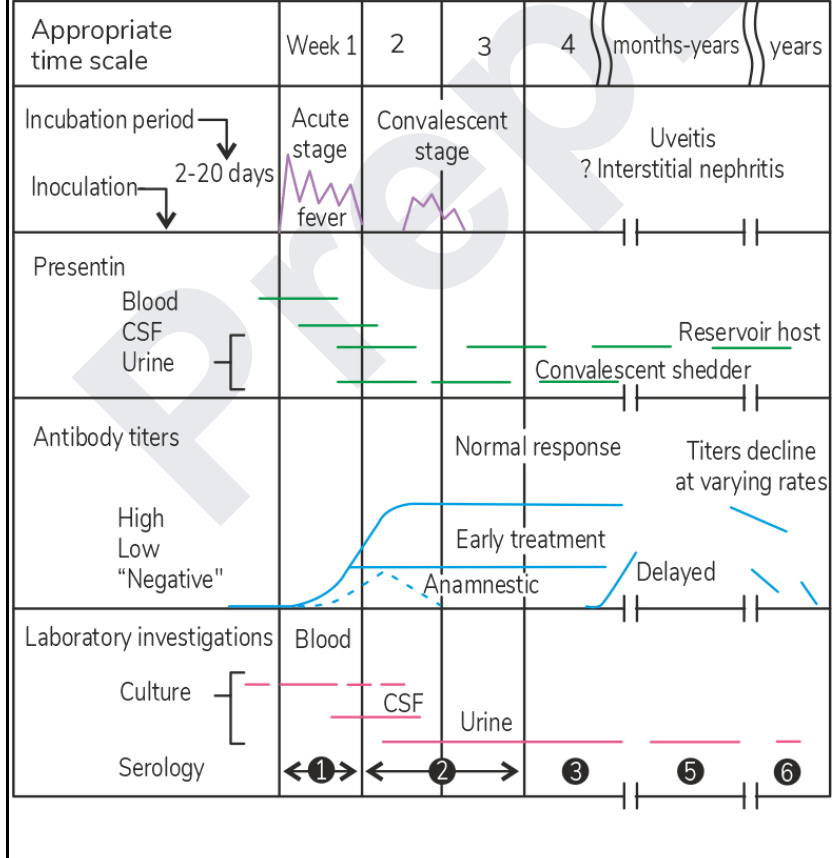 Appropriate
time scale
Week 1
2
3
4
months-years
years
Incubation period
2-20 days
Inoculation
Acute
stage
fever
Convalescent
stage
Uveitis
? Interstitial nephritis
Presentin
Blood
CSF
Urine
Reservoir host
Convalescent shedder
Antibody titers
High
Low
“Negative"
Normal response
Early treatment
Anamnestic
Delayed
Titers decline
at varying rates
Laboratory investigations
Blood
Culture
CSF
Urine
Serology
1
2
3
5
6